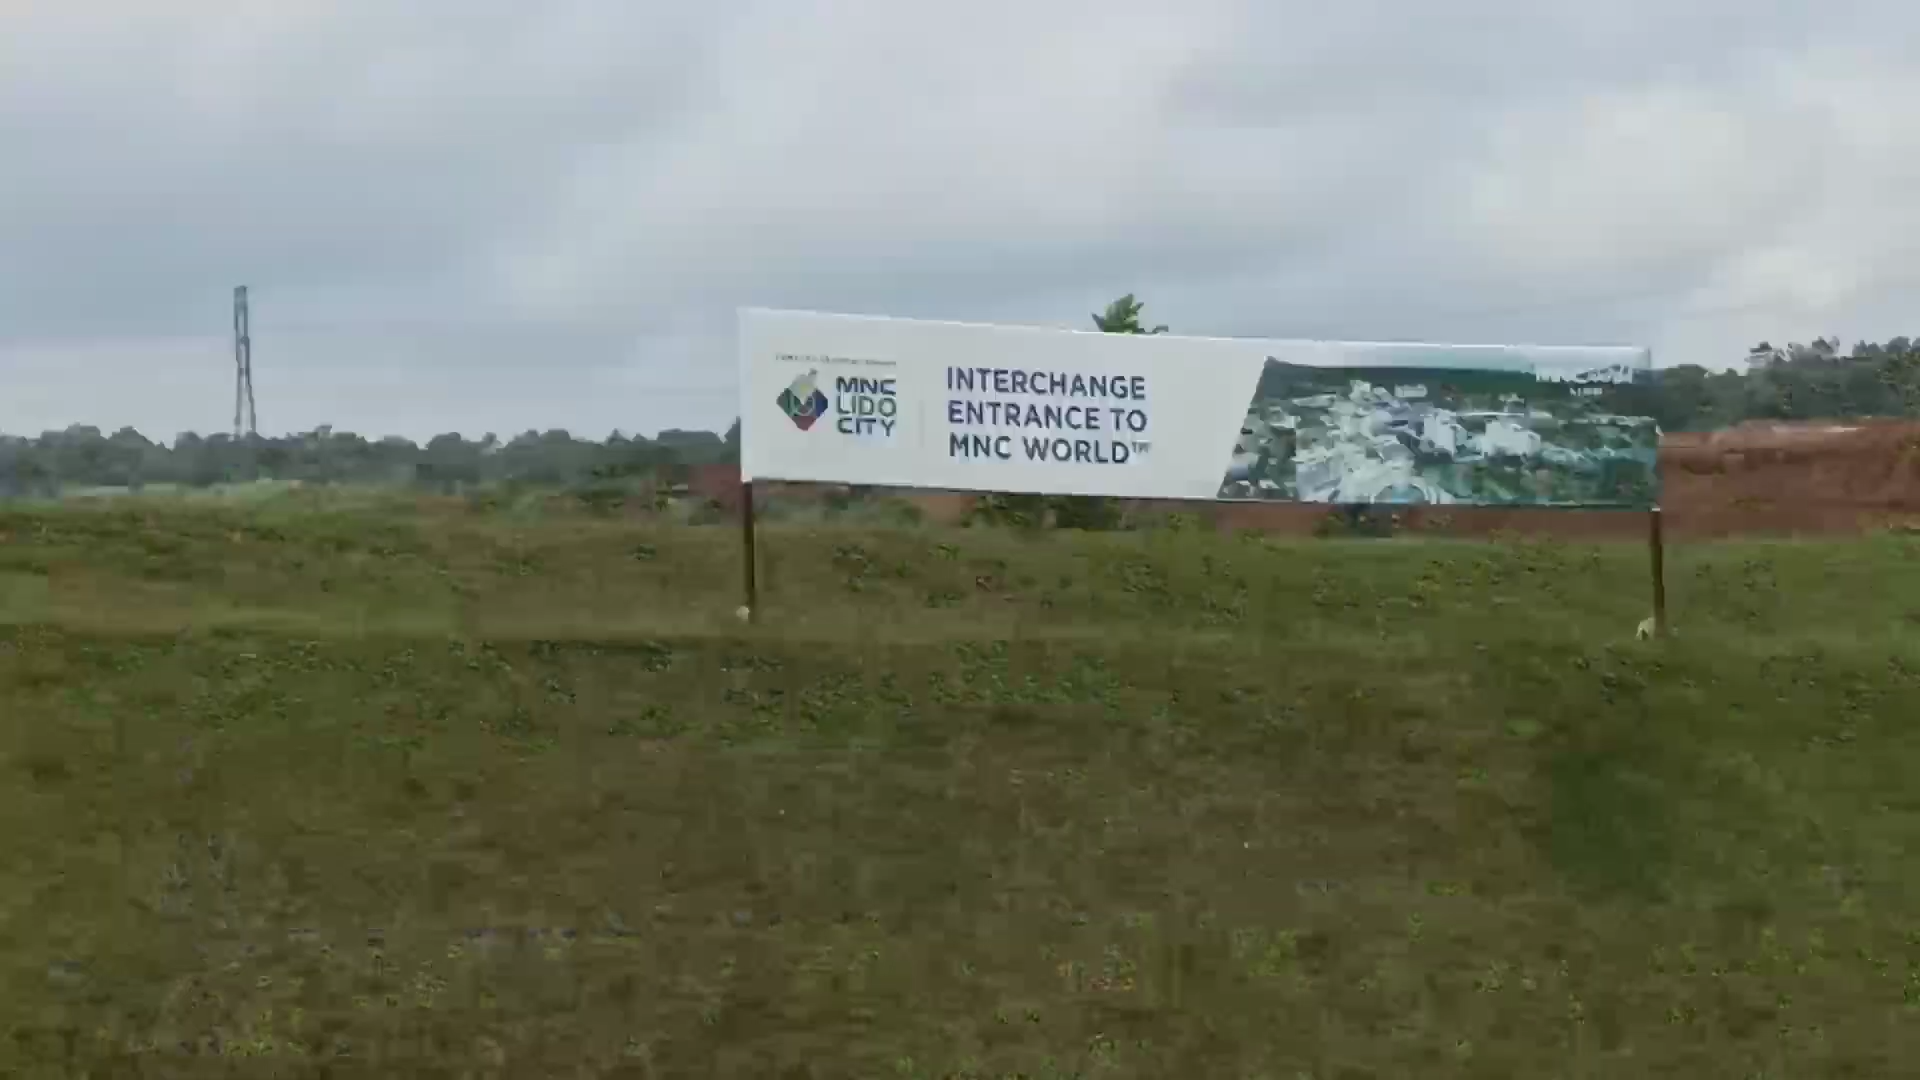 MNC
LIDO
CITY
INTERCHANGE
ENTRANCE TO
MNC WORLD™